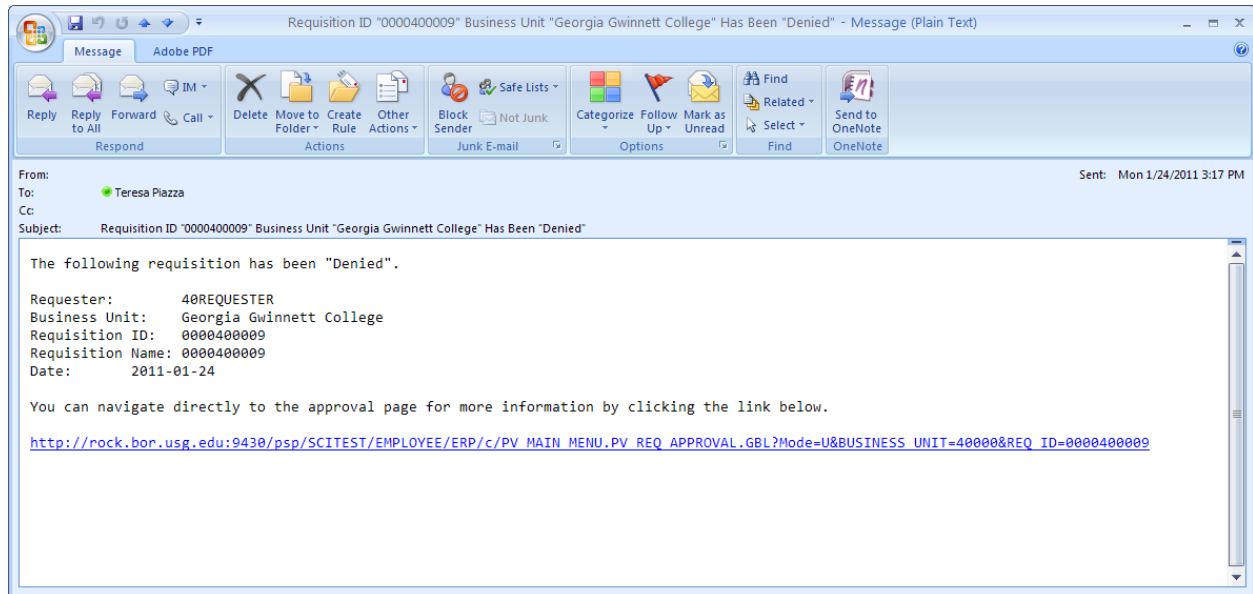 Requisition ID "0000400009" Business Unit "Georgia Gwinnett College" Has Been "Denied" - Message (Plain Text)
Message Adobe PDF
Reply Reply to All Forward IM Call
Delete Move to Folder Create Rule Other Actions
Block Sender Safe Lists Not Junk
Categorize Follow Up Mark as Unread
Find Related Select
Send to OneNote
Respond Actions Junk E-mail Options Find OneNote
From: Sent: Mon 1/24/2011 3:17 PM
To: Teresa Piazza
Cc:
Subject: Requisition ID "0000400009" Business Unit "Georgia Gwinnett College" Has Been "Denied"
The following requisition has been "Denied".
Requester: 40REQUESTER
Business Unit: Georgia Gwinnett College
Requisition ID: 0000400009
Requisition Name: 0000400009
Date: 2011-01-24
You can navigate directly to the approval page for more information by clicking the link below.
http://rock.bor.usg.edu:9430/psp/SCITEST/EMPLOYEE/ERP/c/PV_MAIN_MENU.PV_REQ_APPROVAL.GBL?Mode=U&BUSINESS_UNIT=40000&REQ_ID=0000400009